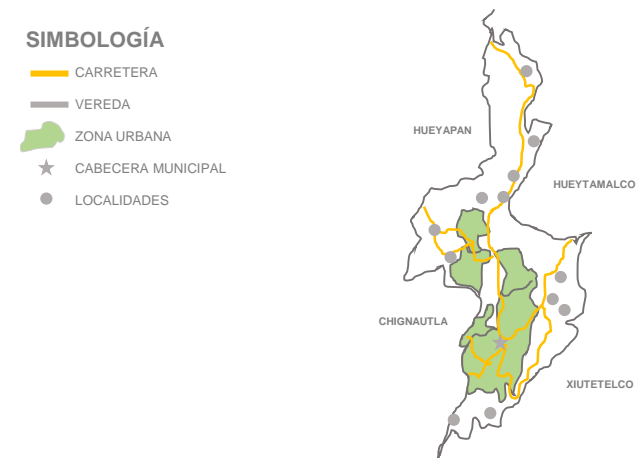 SIMBOLOGÍA
CARRETERA
VEREDA
ZONA URBANA
CABECERA MUNICIPAL
LOCALIDADES
HUEYAPAN
HUEYTAMALCO
CHIGNAUTLA
XIUTETELCO